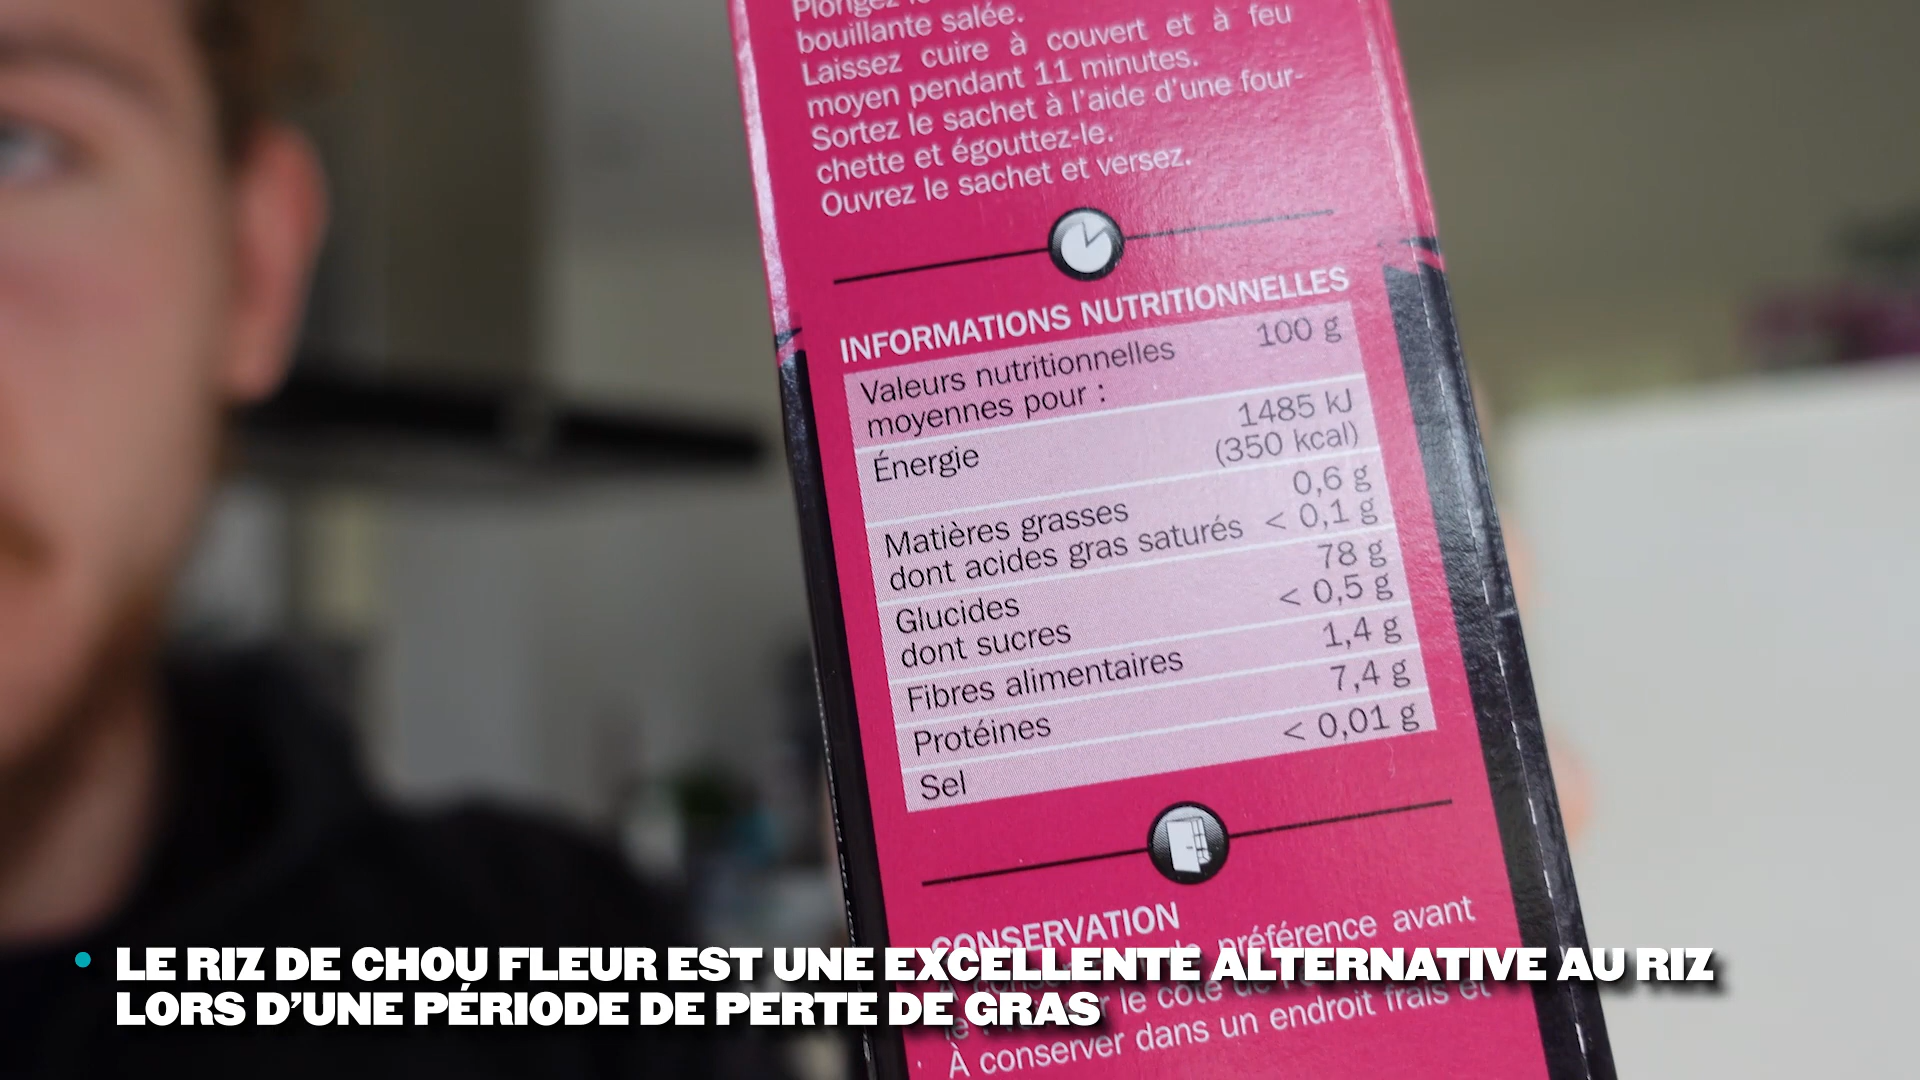 Plongez
bouillante salée.
Laissez cuire à couvert et à feu
moyen pendant 11 minutes.
Sortez le sachet à l'aide d'une four-
chette et égouttez-le.
Ouvrez le sachet et versez.
INFORMATIONS NUTRITIONNELLES
Valeurs nutritionnelles 100 g
moyennes pour :
Énergie 1485 kJ
(350 kcal)
Matières grasses 0,6 g
dont acides gras saturés < 0,1 g
Glucides 78 g
dont sucres < 0,5 g
Fibres alimentaires 1,4 g
Protéines 7,4 g
Sel < 0,01 g
CONSERVATION
préférence avant
le côté de
À conserver dans un endroit frais et
LE RIZ DE CHOU FLEUR EST UNE EXCELLENTE ALTERNATIVE AU RIZ
LORS D'UNE PÉRIODE DE PERTE DE GRAS